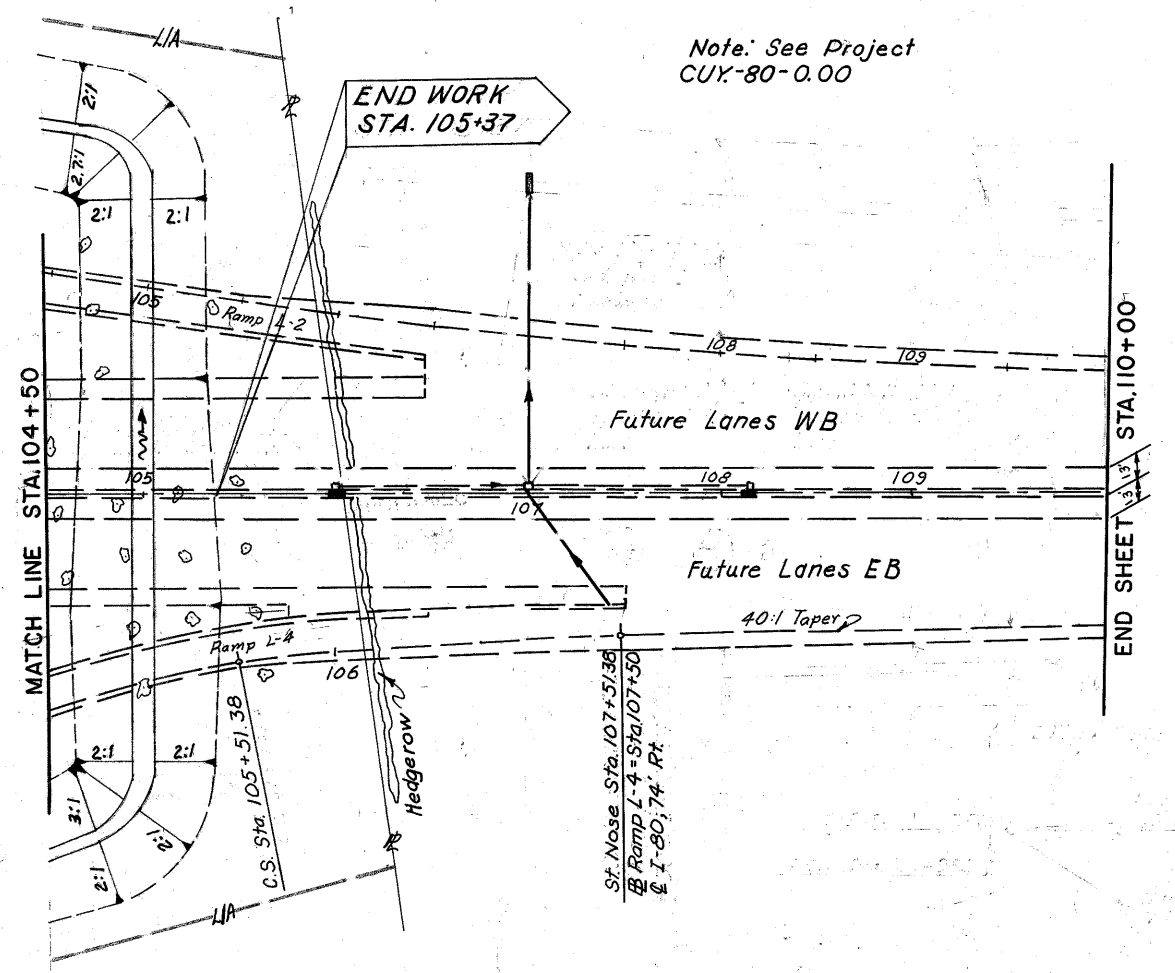 L/A
Note: See Project
CUY.-80-0.00
END WORK
STA. 105+37
2:1
2.7:1
2:1
2:1
105
Ramp L-2
108
109
Future Lanes WB
MATCH LINE STA. 104+50
END SHEET STA. 110+00
105
108
109
13'
13'
107
Future Lanes EB
40:1 Taper
Ramp L-4
106
Hedgerow
C.S. Sta. 105+51.38
St. Nose Sta. 107+51.38
Ramp L-4 = Sta. 107+50
I-80, 74' Rt.
2:1
2:1
3:1
2:1
2:1
L/A